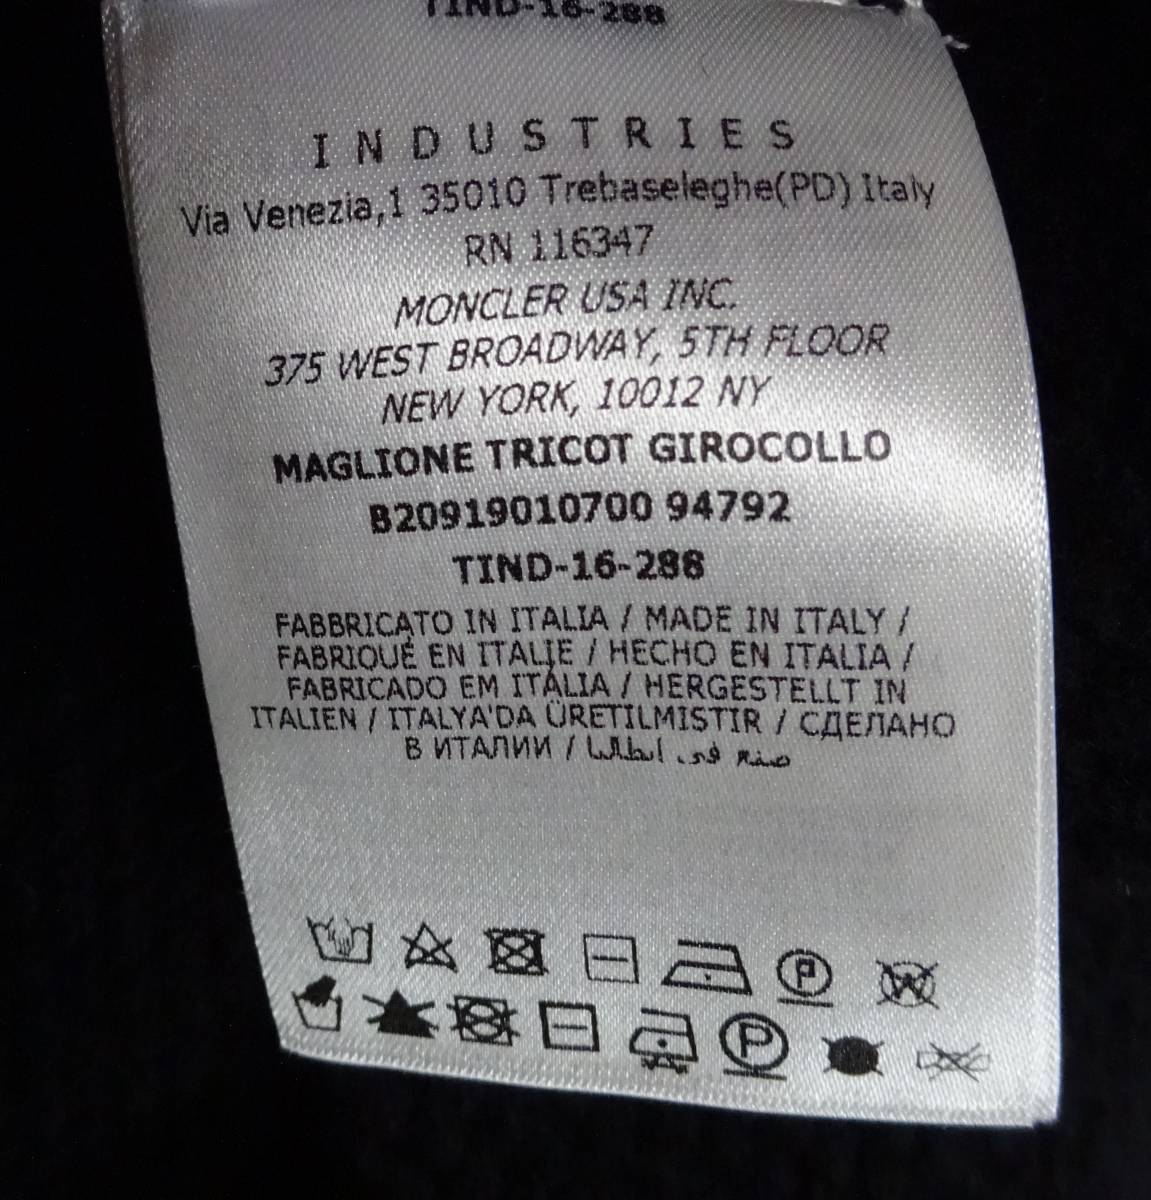 TIND-16-288
INDUSTRIES
Via Venezia,1 35010 Trebaseleghe(PD) Italy
RN 116347
MONCLER USA INC.
375 WEST BROADWAY, 5TH FLOOR
NEW YORK, 10012 NY
MAGLIONE TRICOT GIROCOLLO
B20919010700 94792
TIND-16-288
FABBRICATO IN ITALIA / MADE IN ITALY /
FABRIQUÉ EN ITALIE / HECHO EN ITALIA /
FABRICADO EM ITÁLIA / HERGESTELLT IN
ITALIEN / ITALYA'DA ÜRETILMISTIR / СДЕЛАНО
В ИТАЛИИ / صنع في ايطاليا
P W
P